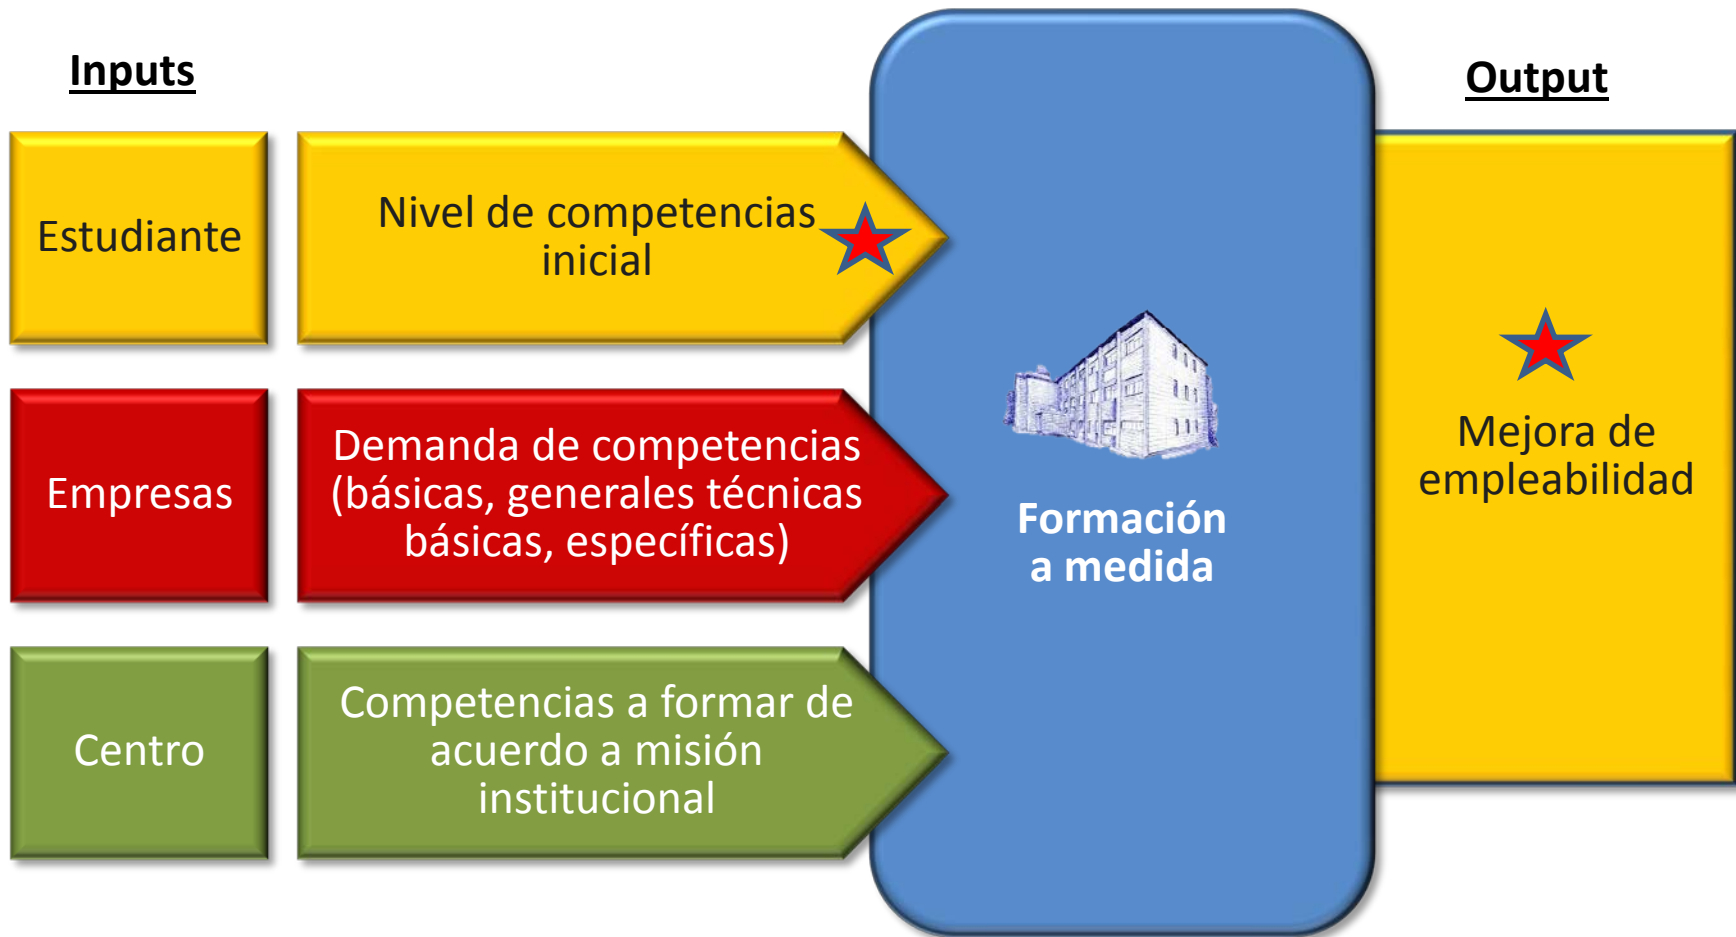 Inputs
Output
Estudiante
Nivel de competencias
inicial
Empresas
Demanda de competencias
(básicas, generales técnicas
básicas, específicas)
Centro
Competencias a formar de
acuerdo a misión
institucional
Formación
a medida
Mejora de
empleabilidad